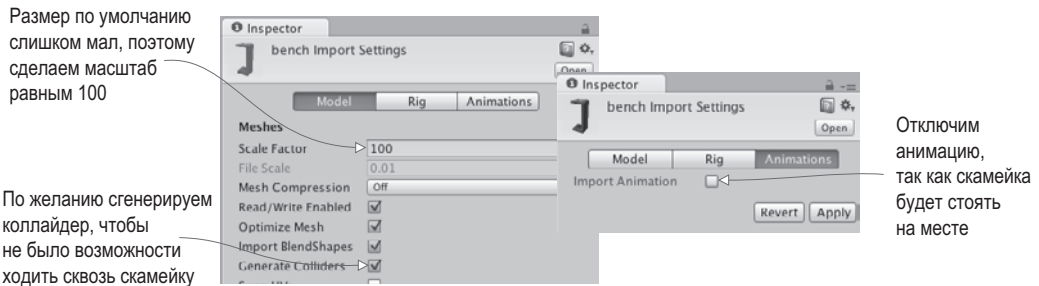 Размер по умолчанию
слишком мал, поэтому
сделаем масштаб
равным 100
По желанию сгенерируем
коллайдер, чтобы
не было возможности
ходить сквозь скамейку
Inspector
bench Import Settings
Open
Model Rig Animations
Meshes
Scale Factor 100
File Scale 0.01
Mesh Compression Off
Read/Write Enabled
Optimize Mesh
Import BlendShapes
Generate Colliders
Inspector
bench Import Settings
Open
Model Rig Animations
Import Animation
Revert Apply
Отключим
анимацию,
так как скамейка
будет стоять
на месте